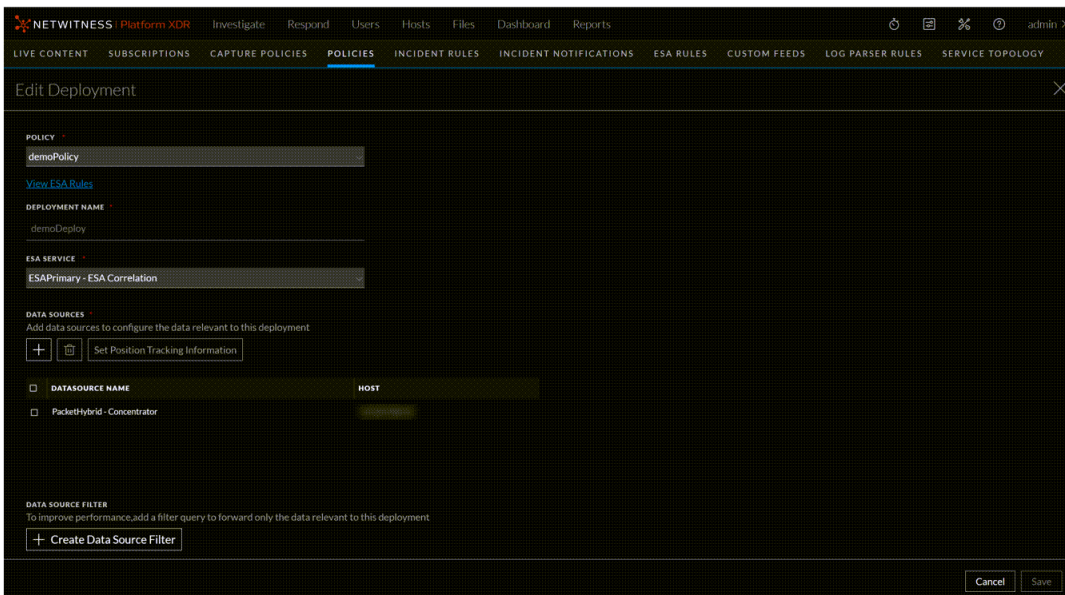 NETWITNESS | Platform XDR Investigate Respond Users Hosts Files Dashboard Reports admin
LIVE CONTENT SUBSCRIPTIONS CAPTURE POLICIES POLICIES INCIDENT RULES INCIDENT NOTIFICATIONS ESA RULES CUSTOM FEEDS LOG PARSER RULES SERVICE TOPOLOGY
Edit Deployment
POLICY *
demoPolicy
View ESA Rules
DEPLOYMENT NAME *
demoDeploy
ESA SERVICE *
ESAPrimary - ESA Correlation
DATA SOURCES *
Add data sources to configure the data relevant to this deployment
Set Position Tracking Information
DATASOURCE NAME HOST
PacketHybrid - Concentrator
DATA SOURCE FILTER
To improve performance,add a filter query to forward only the data relevant to this deployment
+ Create Data Source Filter
Cancel Save